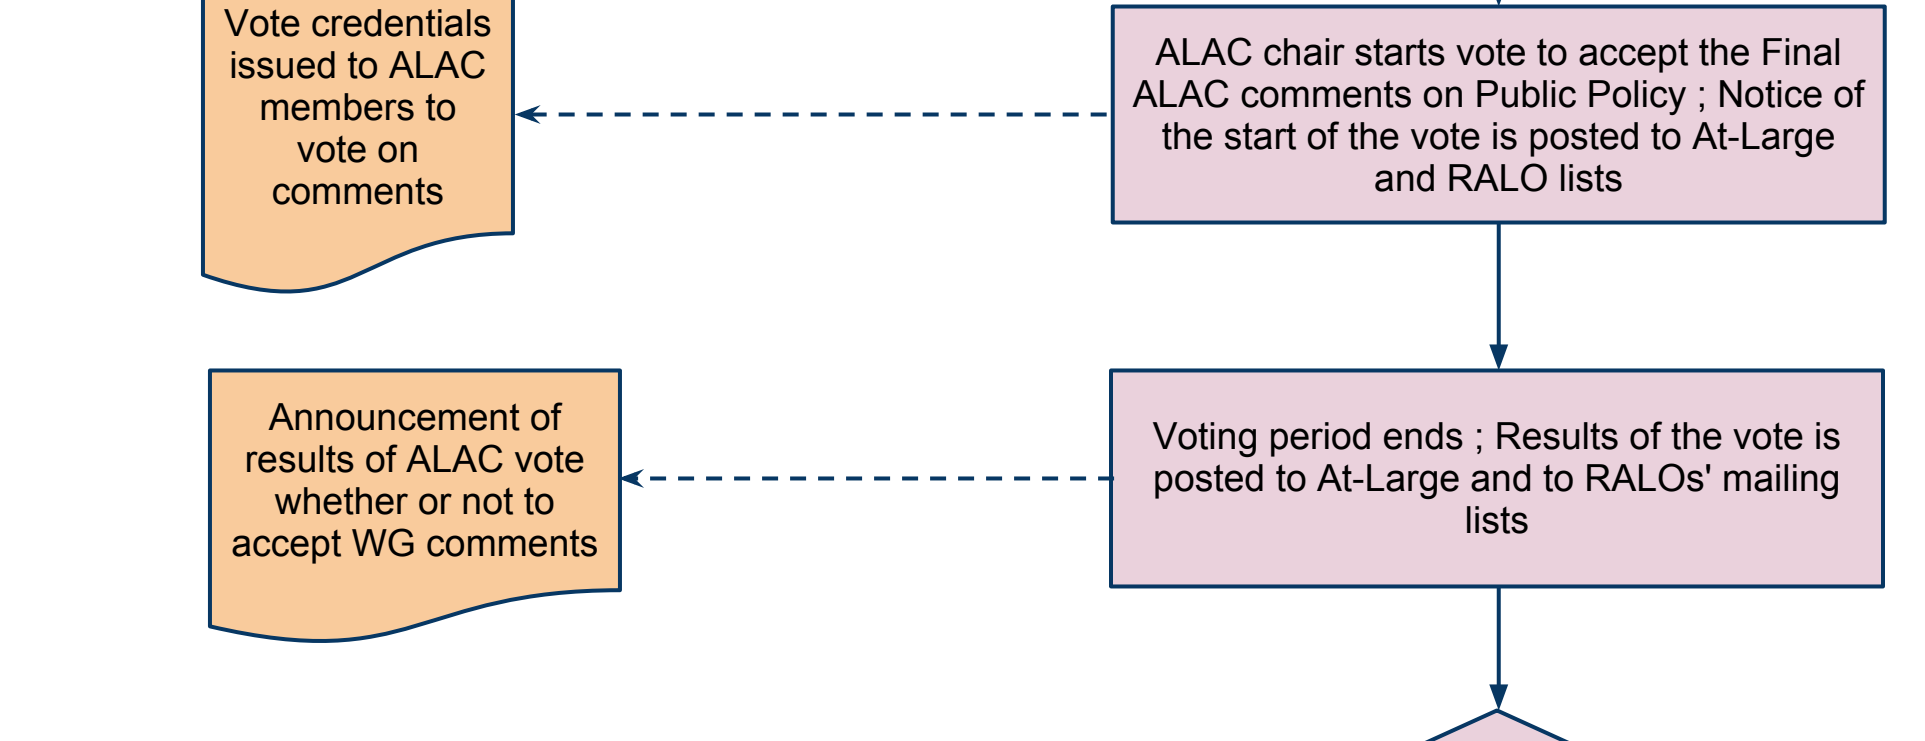 Vote credentials
issued to ALAC
members to
vote on
comments
ALAC chair starts vote to accept the Final
ALAC comments on Public Policy ; Notice of
the start of the vote is posted to At-Large
and RALO lists
Announcement of
results of ALAC vote
whether or not to
accept WG comments
Voting period ends ; Results of the vote is
posted to At-Large and to RALOs' mailing
lists